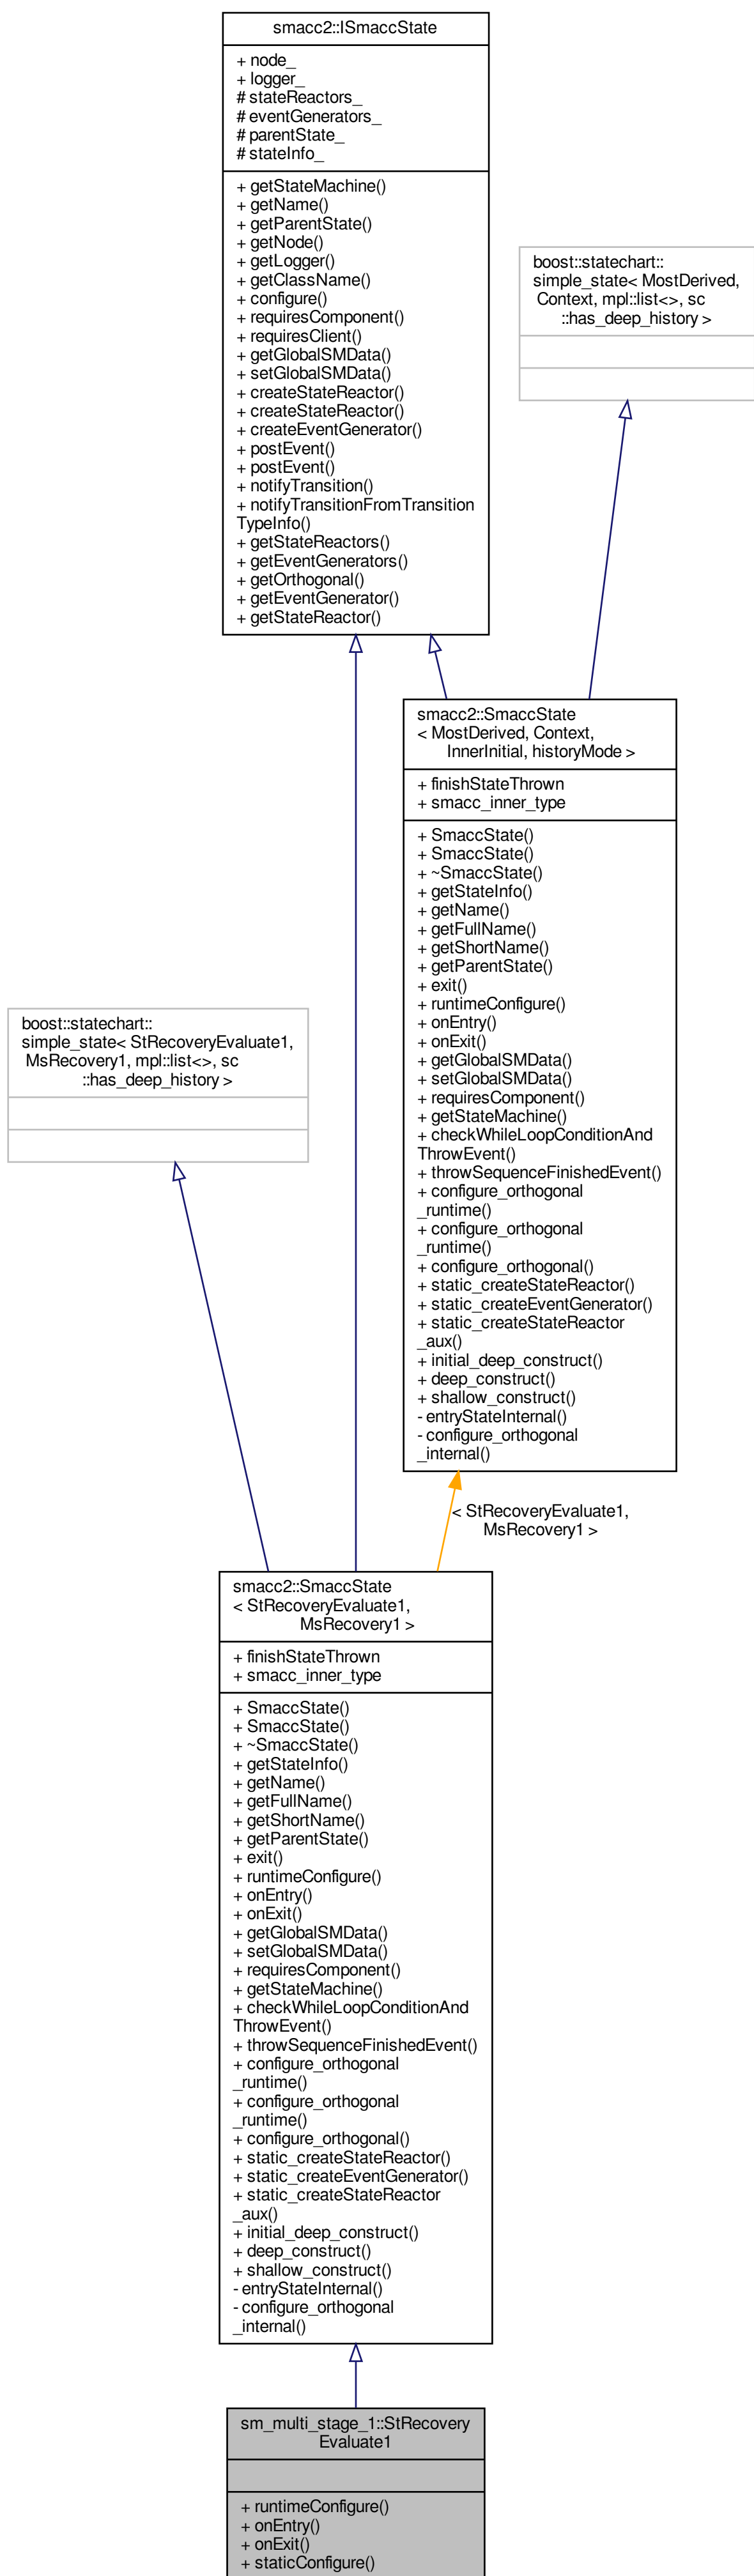 smacc2::ISmaccState
+ node_
+ logger_
# stateReactors_
# eventGenerators_
# parentState_
# stateInfo_
+ getStateMachine()
+ getName()
+ getParentState()
+ getNode()
+ getLogger()
+ getClassName()
+ configure()
+ requiresComponent()
+ requiresClient()
+ getGlobalSMData()
+ setGlobalSMData()
+ createStateReactor()
+ createStateReactor()
+ createEventGenerator()
+ postEvent()
+ postEvent()
+ notifyTransition()
+ notifyTransitionFromTransition
TypeInfo()
+ getStateReactors()
+ getEventGenerators()
+ getOrthogonal()
+ getEventGenerator()
+ getStateReactor()
boost::statechart::
simple_state< MostDerived,
Context, mpl::list<>, sc
::has_deep_history >
smacc2::SmaccState
< MostDerived, Context,
InnerInitial, historyMode >
+ finishStateThrown
+ smacc_inner_type
+ SmaccState()
+ SmaccState()
+ ~SmaccState()
+ getStateInfo()
+ getName()
+ getFullName()
+ getShortName()
+ getParentState()
+ exit()
+ runtimeConfigure()
+ onEntry()
+ onExit()
+ getGlobalSMData()
+ setGlobalSMData()
+ requiresComponent()
+ getStateMachine()
+ checkWhileLoopConditionAnd
ThrowEvent()
+ throwSequenceFinishedEvent()
+ configure_orthogonal
_runtime()
+ configure_orthogonal
_runtime()
+ configure_orthogonal()
+ static_createStateReactor()
+ static_createEventGenerator()
+ static_createStateReactor
_aux()
+ initial_deep_construct()
+ deep_construct()
+ shallow_construct()
- entryStateInternal()
- configure_orthogonal
_internal()
boost::statechart::
simple_state< StRecoveryEvaluate1,
MsRecovery1, mpl::list<>, sc
::has_deep_history >
< StRecoveryEvaluate1,
MsRecovery1 >
smacc2::SmaccState
< StRecoveryEvaluate1,
MsRecovery1 >
+ finishStateThrown
+ smacc_inner_type
+ SmaccState()
+ SmaccState()
+ ~SmaccState()
+ getStateInfo()
+ getName()
+ getFullName()
+ getShortName()
+ getParentState()
+ exit()
+ runtimeConfigure()
+ onEntry()
+ onExit()
+ getGlobalSMData()
+ setGlobalSMData()
+ requiresComponent()
+ getStateMachine()
+ checkWhileLoopConditionAnd
ThrowEvent()
+ throwSequenceFinishedEvent()
+ configure_orthogonal
_runtime()
+ configure_orthogonal
_runtime()
+ configure_orthogonal()
+ static_createStateReactor()
+ static_createEventGenerator()
+ static_createStateReactor
_aux()
+ initial_deep_construct()
+ deep_construct()
+ shallow_construct()
- entryStateInternal()
- configure_orthogonal
_internal()
sm_multi_stage_1::StRecovery
Evaluate1
+ runtimeConfigure()
+ onEntry()
+ onExit()
+ staticConfigure()